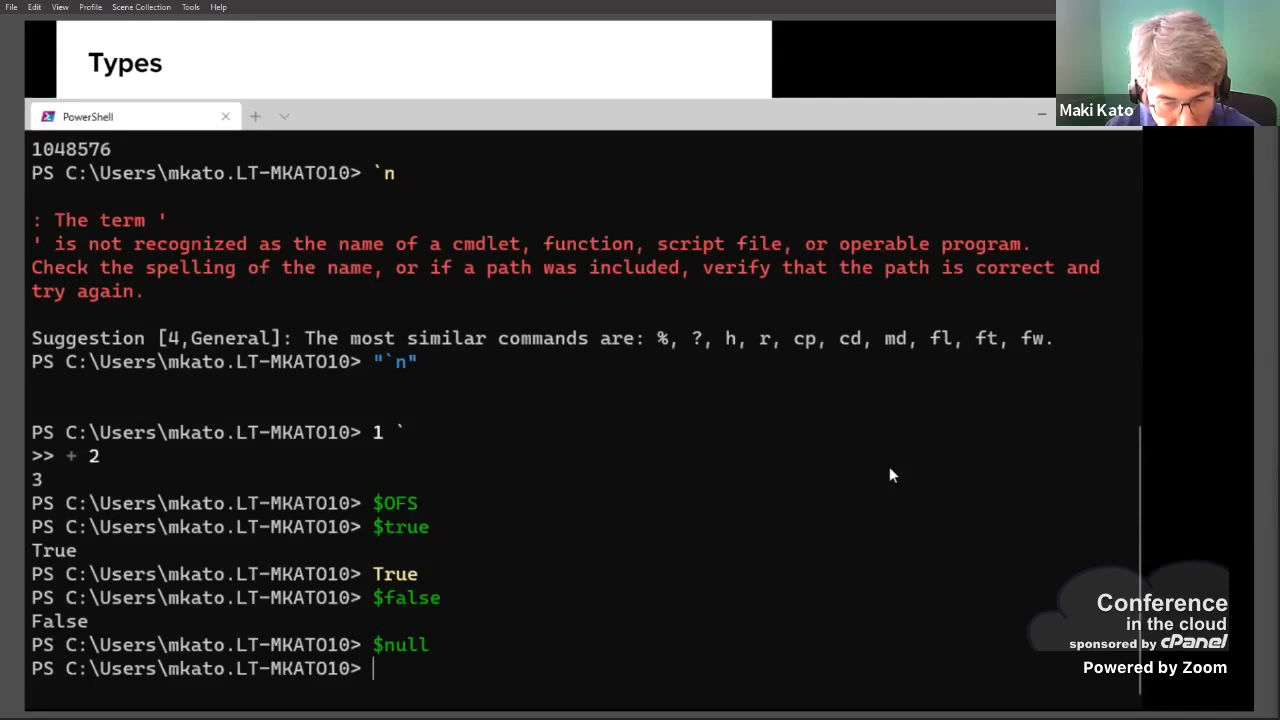 File Edit View Profile Scene Collection Tools Help
Types
Maki Kato
PowerShell
1048576
PS C:\Users\mkato.LT-MKATO10> `n
: The term '
' is not recognized as the name of a cmdlet, function, script file, or operable program.
Check the spelling of the name, or if a path was included, verify that the path is correct and
try again.
Suggestion [4,General]: The most similar commands are: %, ?, h, r, cp, cd, md, fl, ft, fw.
PS C:\Users\mkato.LT-MKATO10> "`n"
PS C:\Users\mkato.LT-MKATO10> 1 `
>> + 2
3
PS C:\Users\mkato.LT-MKATO10> $OFS
PS C:\Users\mkato.LT-MKATO10> $true
True
PS C:\Users\mkato.LT-MKATO10> True
PS C:\Users\mkato.LT-MKATO10> $false
False
PS C:\Users\mkato.LT-MKATO10> $null
PS C:\Users\mkato.LT-MKATO10>
Conference
in the cloud
sponsored by cPanel
Powered by Zoom